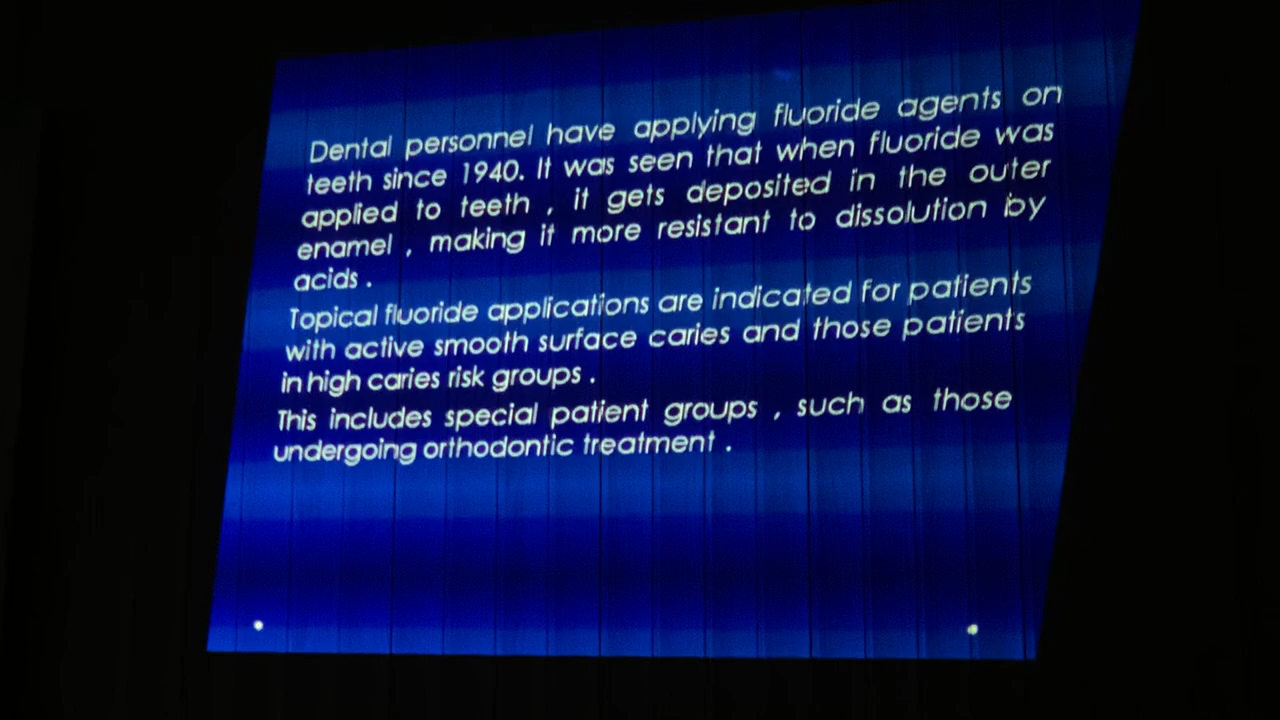 Dental personnel have applying fluoride agents on
teeth since 1940. It was seen that when fluoride was
applied to teeth , it gets deposited in the outer
enamel , making it more resistant to dissolution by
acids .
Topical fluoride applications are indicated for patients
with active smooth surface caries and those patients
in high caries risk groups .
This includes special patient groups , such as those
undergoing orthodontic treatment .